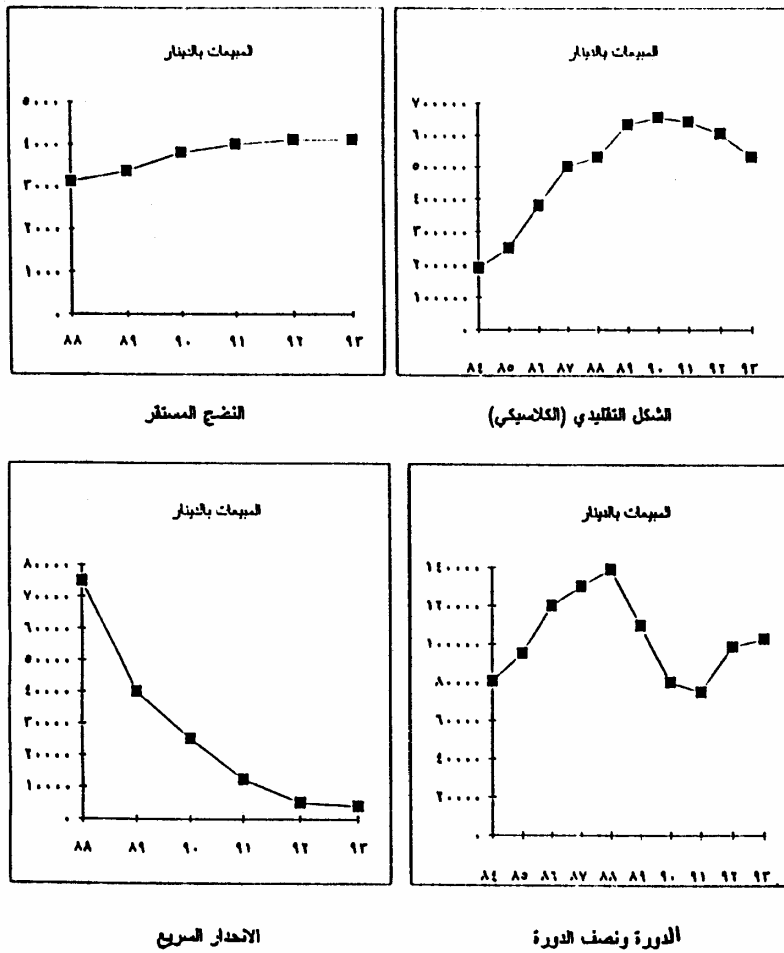 المبيعات بالدينار
٧٠٠٠٠٠
٦٠٠٠٠٠
٥٠٠٠٠٠
٤٠٠٠٠٠
٣٠٠٠٠٠
٢٠٠٠٠٠
١٠٠٠٠٠
٠
٨٤ ٨٥ ٨٦ ٨٧ ٨٨ ٨٩ ٩٠ ٩١ ٩٢ ٩٣
الشكل التقليدي (الكلاسيكي)
المبيعات بالدينار
٥٠٠٠
٤٠٠٠
٣٠٠٠
٢٠٠٠
١٠٠٠
٠
٨٨ ٨٩ ٩٠ ٩١ ٩٢ ٩٣
النضج المستقر
المبيعات بالدينار
١٤٠٠٠٠
١٢٠٠٠٠
١٠٠٠٠٠
٨٠٠٠٠
٦٠٠٠٠
٤٠٠٠٠
٢٠٠٠٠
٠
٨٤ ٨٥ ٨٦ ٨٧ ٨٨ ٨٩ ٩٠ ٩١ ٩٢ ٩٣
الدورة ونصف الدورة
المبيعات بالدينار
٨٠٠٠٠
٧٠٠٠٠
٦٠٠٠٠
٥٠٠٠٠
٤٠٠٠٠
٣٠٠٠٠
٢٠٠٠٠
١٠٠٠٠
٠
٨٨ ٨٩ ٩٠ ٩١ ٩٢ ٩٣
الانحدار السريع